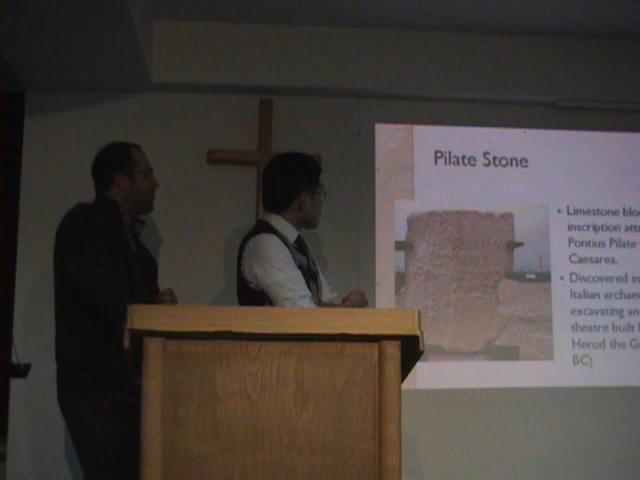 Pilate Stone
• Limestone blo
inscription att
Pontius Pilate
Caesarea.
• Discovered in
Italian archae
excavating an
theatre built
Herod the G
BC)